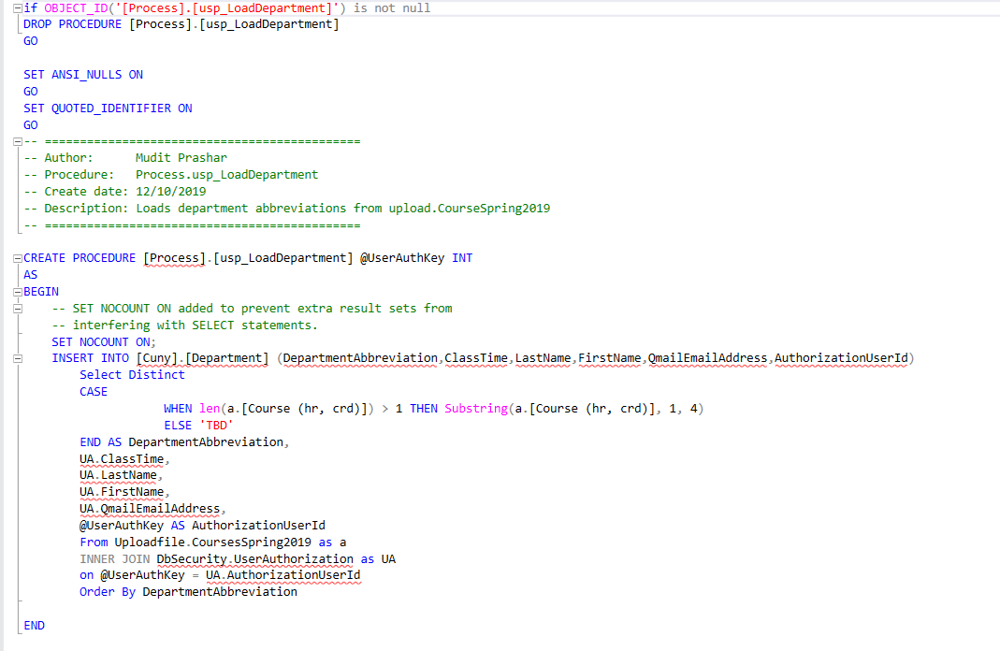 if OBJECT_ID('[Process].[usp_LoadDepartment]') is not null
DROP PROCEDURE [Process].[usp_LoadDepartment]
GO
SET ANSI_NULLS ON
GO
SET QUOTED_IDENTIFIER ON
GO
-- =============================================
-- Author:      Mudit Prashar
-- Procedure:   Process.usp_LoadDepartment
-- Create date: 12/10/2019
-- Description: Loads department abbreviations from upload.CourseSpring2019
-- =============================================
CREATE PROCEDURE [Process].[usp_LoadDepartment] @UserAuthKey INT
AS
BEGIN
    -- SET NOCOUNT ON added to prevent extra result sets from
    -- interfering with SELECT statements.
    SET NOCOUNT ON;
    INSERT INTO [Cuny].[Department] (DepartmentAbbreviation,ClassTime,LastName,FirstName,QmailEmailAddress,AuthorizationUserId)
        Select Distinct
        CASE
                    WHEN len(a.[Course (hr, crd)]) > 1 THEN Substring(a.[Course (hr, crd)], 1, 4)
                    ELSE 'TBD'
        END AS DepartmentAbbreviation,
        UA.ClassTime,
        UA.LastName,
        UA.FirstName,
        UA.QmailEmailAddress,
        @UserAuthKey AS AuthorizationUserId
        From Uploadfile.CoursesSpring2019 as a
        INNER JOIN DbSecurity.UserAuthorization as UA
        on @UserAuthKey = UA.AuthorizationUserId
        Order By DepartmentAbbreviation
END